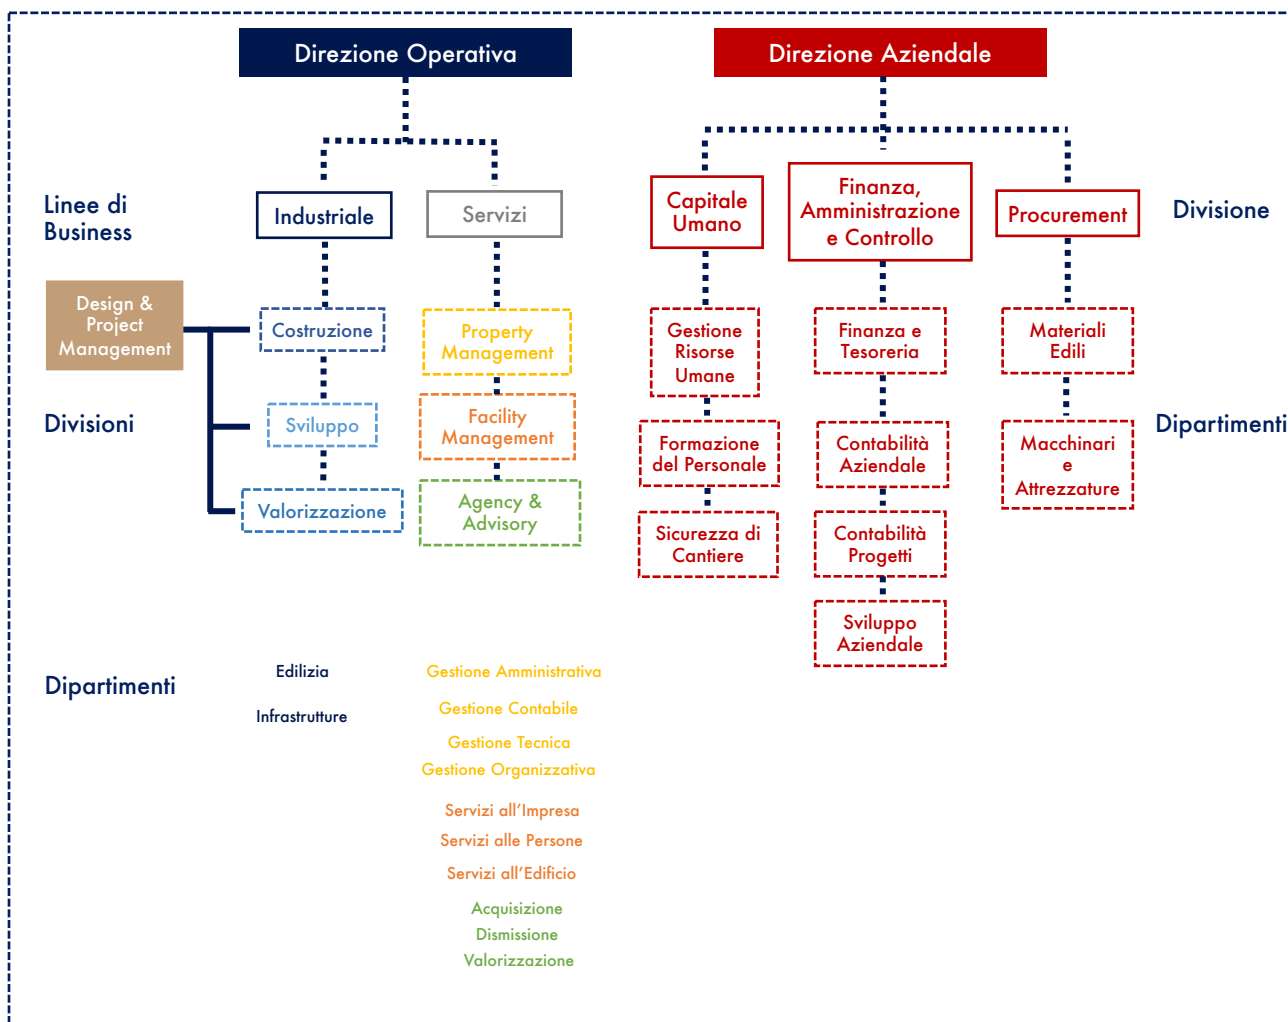 Direzione Operativa
Direzione Aziendale
Linee di
Business
Industriale
Servizi
Capitale
Umano
Finanza,
Amministrazione
e Controllo
Procurement
Divisione
Design &
Project
Management
Costruzione
Property
Management
Gestione
Risorse
Umane
Finanza e
Tesoreria
Materiali
Edili
Divisioni
Sviluppo
Facility
Management
Formazione
del Personale
Contabilità
Aziendale
Macchinari
e
Attrezzature
Dipartimenti
Valorizzazione
Agency &
Advisory
Sicurezza di
Cantiere
Contabilità
Progetti
Sviluppo
Aziendale
Dipartimenti
Edilizia
Infrastrutture
Gestione Amministrativa
Gestione Contabile
Gestione Tecnica
Gestione Organizzativa
Servizi all’Impresa
Servizi alle Persone
Servizi all’Edificio
Acquisizione
Dismissione
Valorizzazione